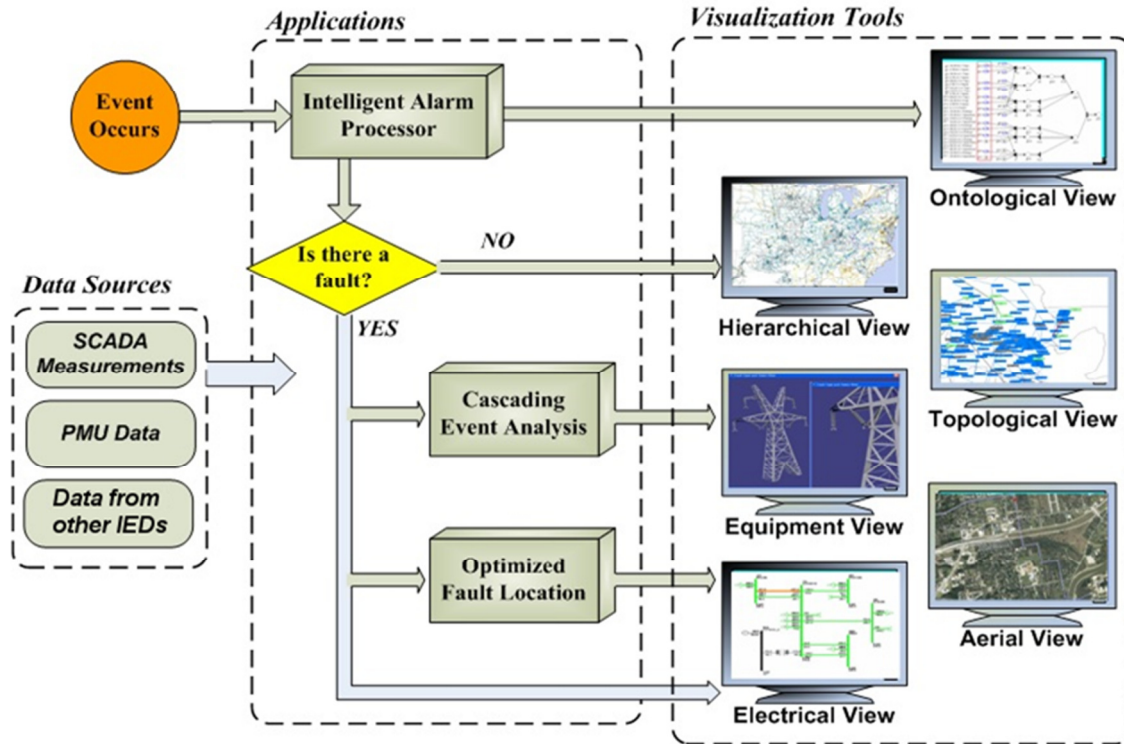 Applications
Visualization Tools
Event
Occurs
Intelligent Alarm
Processor
Ontological View
Is there a
fault?
NO
YES
Hierarchical View
Data Sources
SCADA
Measurements
PMU Data
Data from
other IEDs
Cascading
Event Analysis
Topological View
Equipment View
Optimized
Fault Location
Aerial View
Electrical View